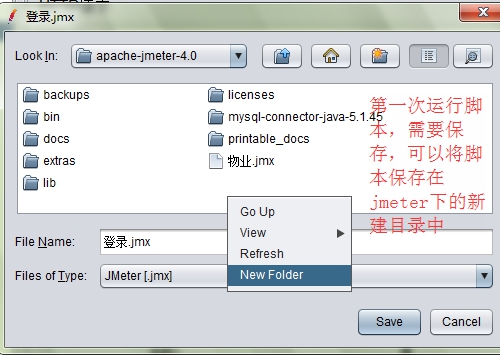 登录.jmx
Look In:
apache-jmeter-4.0
backups
licenses
bin
mysql-connector-java-5.1.45
docs
printable_docs
extras
物业.jmx
lib
第一次运行脚
本，需要保
存，可以将脚
本保存在
jmeter下的新
建目录中
Go Up
View
Refresh
New Folder
File Name:
登录.jmx
Files of Type:
JMeter [.jmx]
Save
Cancel